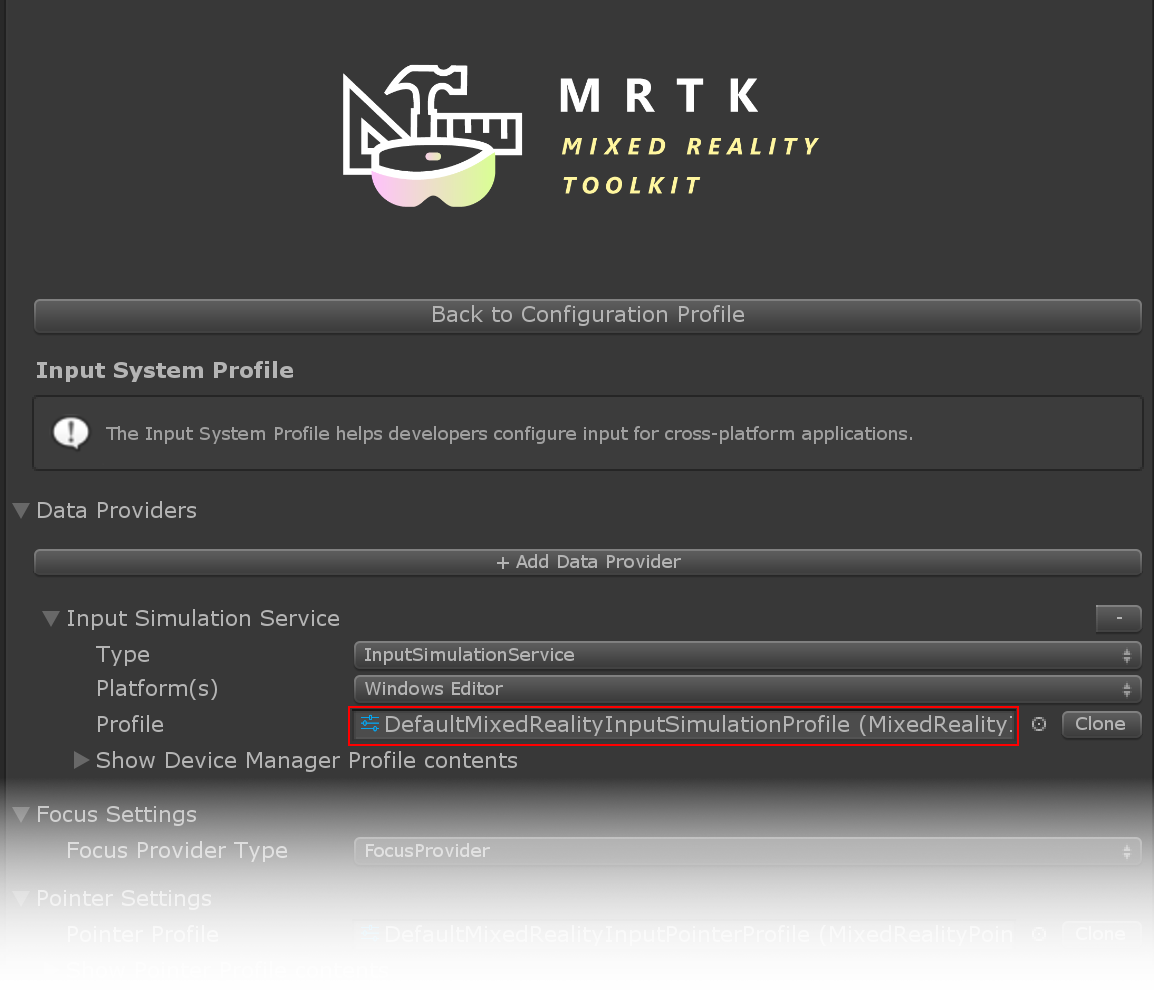 MRTK
MIXED REALITY
TOOLKIT
Back to Configuration Profile
Input System Profile
The Input System Profile helps developers configure input for cross-platform applications.
Data Providers
+ Add Data Provider
Input Simulation Service -
Type InputSimulationService
Platform(s) Windows Editor
Profile DefaultMixedRealityInputSimulationProfile (MixedReality Clone
Show Device Manager Profile contents
Focus Settings
Focus Provider Type FocusProvider
Pointer Settings
Pointer Profile DefaultMixedRealityInputPointerProfile (MixedRealityPoin Clone